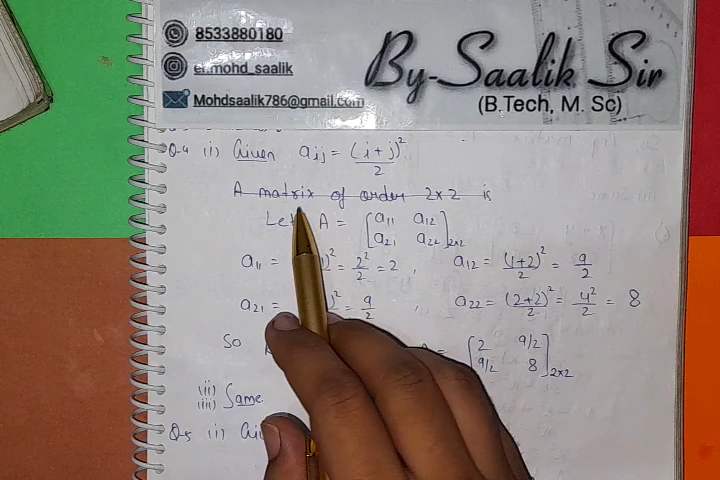 8533880180
er.mohd_saalik
Mohdsaalik786@gmail.com
By-Saalik Sir
(B.Tech, M. Sc)
Q-4 (i) Given aij = (i+j)²/2
A matrix of order 2×2 is
Let A = [a11 a12
a21 a22]2×2
a11 = )² = 2²/2 = 2 , a12 = (1+2)²/2 = 9/2
a21 = )² = 9/2 , a22 = (2+2)²/2 = 4²/2 = 8
So = [2 9/2
9/2 8]2×2
(ii)
(iii) Same
Q-5 (i)